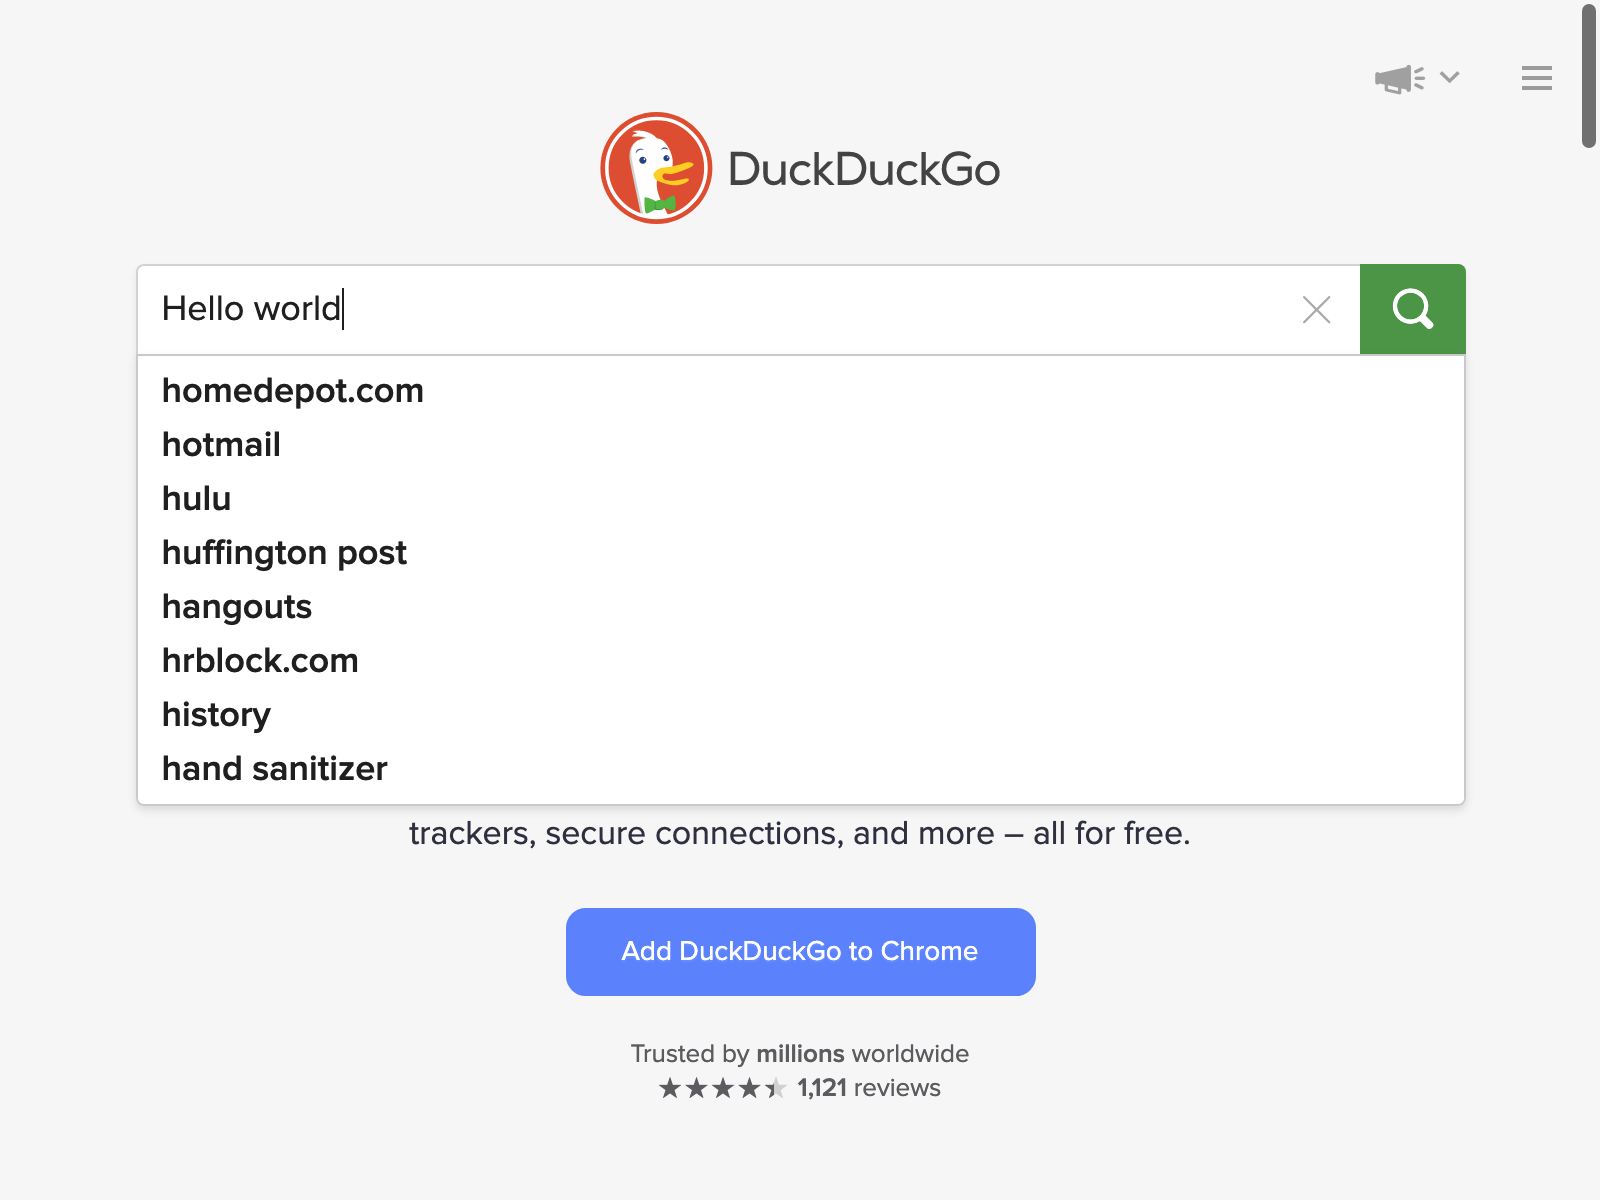 DuckDuckGo
Hello world
homedepot.com
hotmail
hulu
huffington post
hangouts
hrblock.com
history
hand sanitizer
trackers, secure connections, and more – all for free.
Add DuckDuckGo to Chrome
Trusted by millions worldwide
1,121 reviews